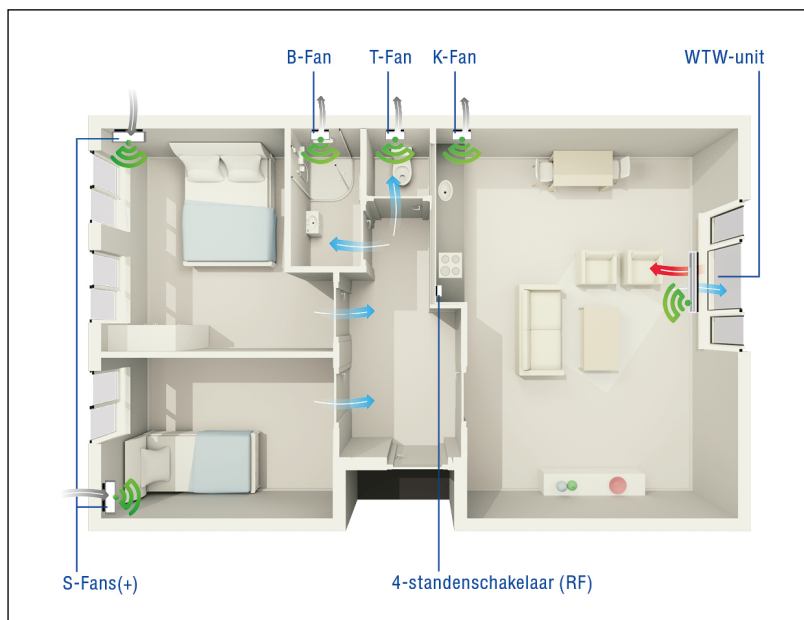 B-Fan
T-Fan
K-Fan
WTW-unit
S-Fans(+)
4-standenschakelaar (RF)